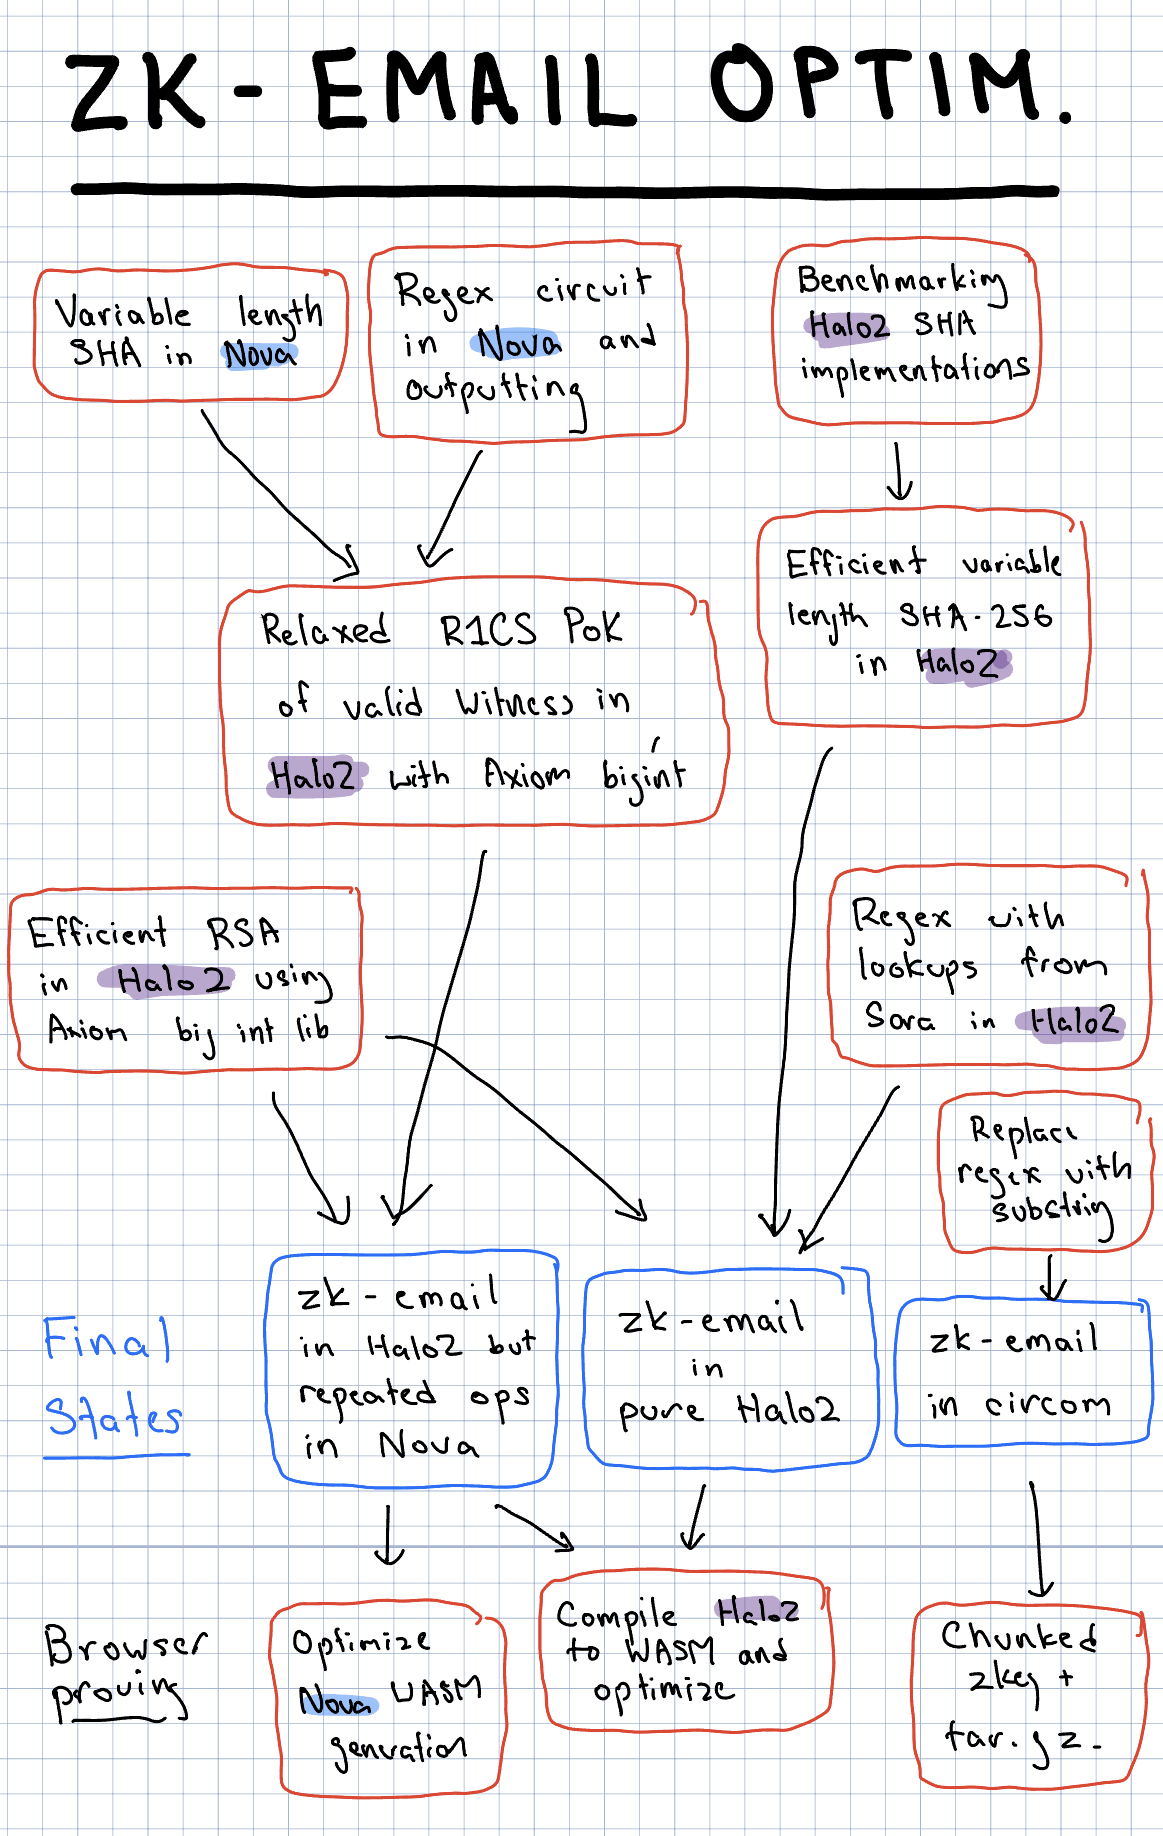 ZK-EMAIL OPTIM.
Variable length
SHA in Nova
Regex circuit
in Nova and
outputting
Benchmarking
Halo2 SHA
implementations
Efficient variable
length SHA-256
in Halo2
Relaxed R1CS PoK
of valid Witness in
Halo2 with Axiom bigint
Efficient RSA
in Halo2 using
Axiom big int lib
Regex with
lookups from
Sora in Halo2
Replace
regex with
substring
Final
States
zk-email
in Halo2 but
repeated ops
in Nova
zk-email
in
pure Halo2
zk-email
in circom
Browser
proving
Optimize
Nova WASM
genration
Compile Halo2
to WASM and
optimize
Chunked
zkey +
tar.gz.